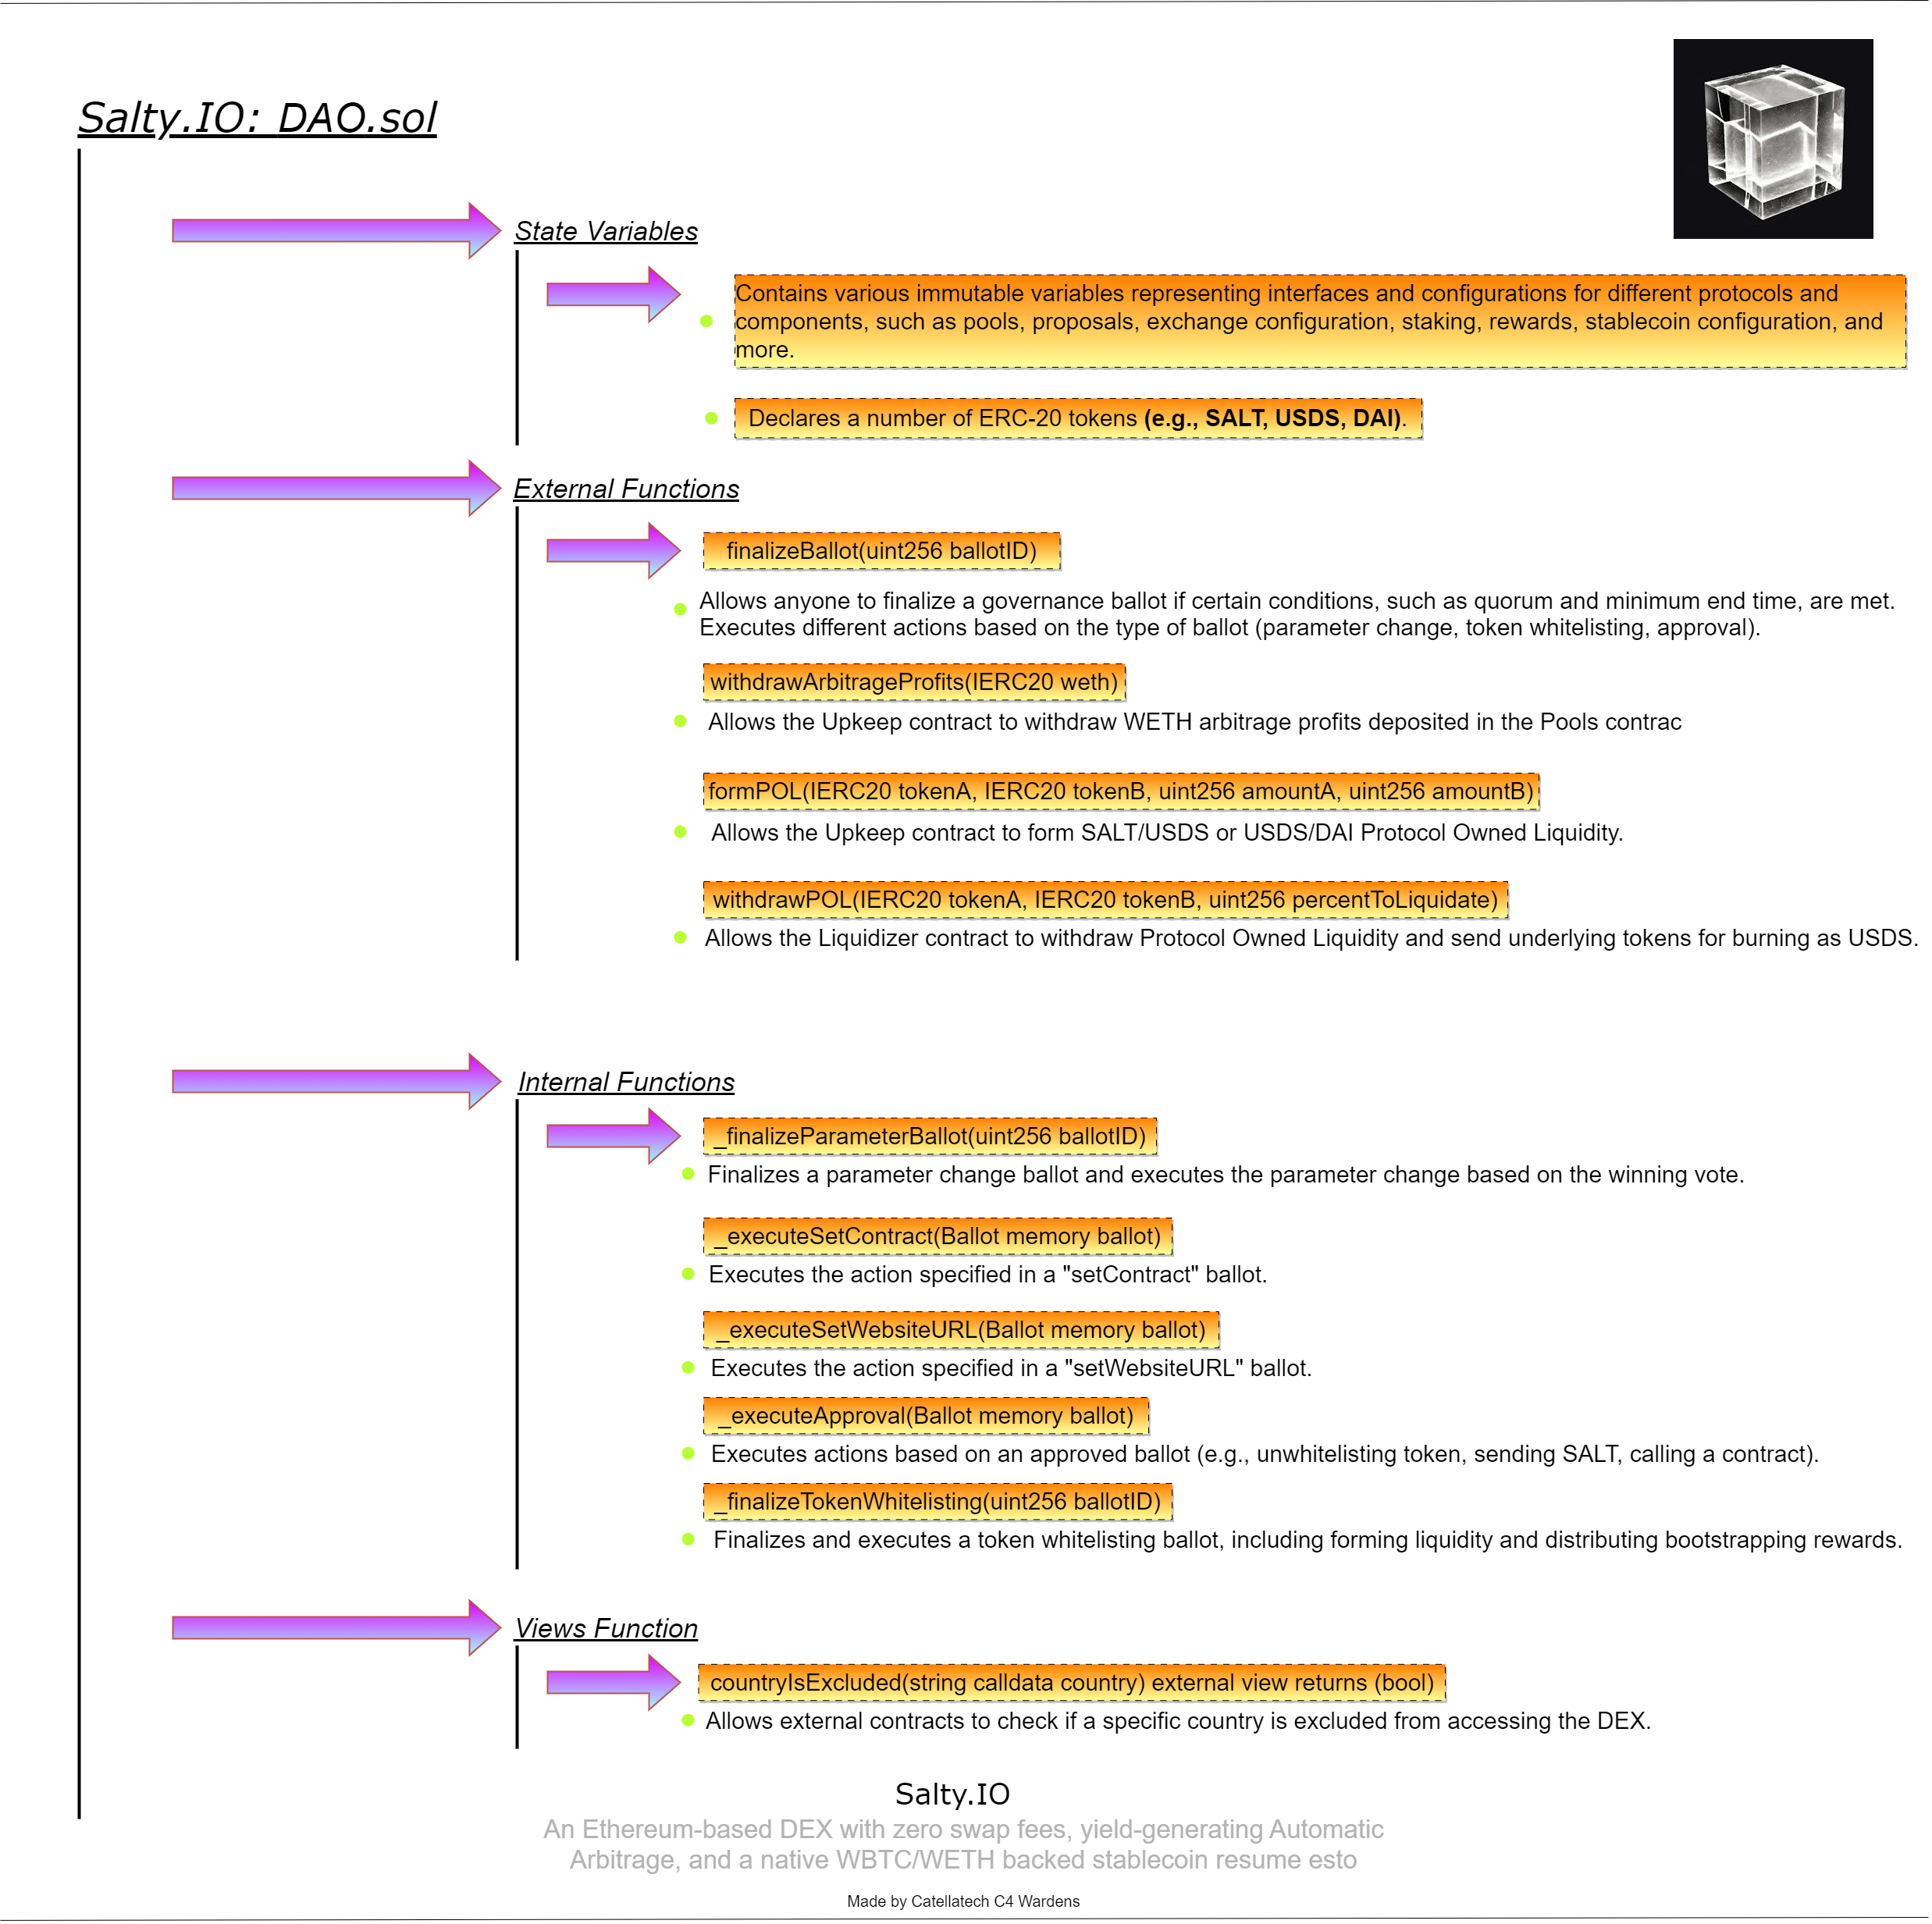 Salty.IO: DAO.sol
State Variables
Contains various immutable variables representing interfaces and configurations for different protocols and
components, such as pools, proposals, exchange configuration, staking, rewards, stablecoin configuration, and
more.
Declares a number of ERC-20 tokens (e.g., SALT, USDS, DAI).
External Functions
finalizeBallot(uint256 ballotID)
Allows anyone to finalize a governance ballot if certain conditions, such as quorum and minimum end time, are met.
Executes different actions based on the type of ballot (parameter change, token whitelisting, approval).
withdrawArbitrageProfits(IERC20 weth)
Allows the Upkeep contract to withdraw WETH arbitrage profits deposited in the Pools contrac
formPOL(IERC20 tokenA, IERC20 tokenB, uint256 amountA, uint256 amountB)
Allows the Upkeep contract to form SALT/USDS or USDS/DAI Protocol Owned Liquidity.
withdrawPOL(IERC20 tokenA, IERC20 tokenB, uint256 percentToLiquidate)
Allows the Liquidizer contract to withdraw Protocol Owned Liquidity and send underlying tokens for burning as USDS.
Internal Functions
_finalizeParameterBallot(uint256 ballotID)
Finalizes a parameter change ballot and executes the parameter change based on the winning vote.
_executeSetContract(Ballot memory ballot)
Executes the action specified in a "setContract" ballot.
_executeSetWebsiteURL(Ballot memory ballot)
Executes the action specified in a "setWebsiteURL" ballot.
_executeApproval(Ballot memory ballot)
Executes actions based on an approved ballot (e.g., unwhitelisting token, sending SALT, calling a contract).
_finalizeTokenWhitelisting(uint256 ballotID)
Finalizes and executes a token whitelisting ballot, including forming liquidity and distributing bootstrapping rewards.
Views Function
countryIsExcluded(string calldata country) external view returns (bool)
Allows external contracts to check if a specific country is excluded from accessing the DEX.
Salty.IO
An Ethereum-based DEX with zero swap fees, yield-generating Automatic
Arbitrage, and a native WBTC/WETH backed stablecoin resume esto
Made by Catellatech C4 Wardens